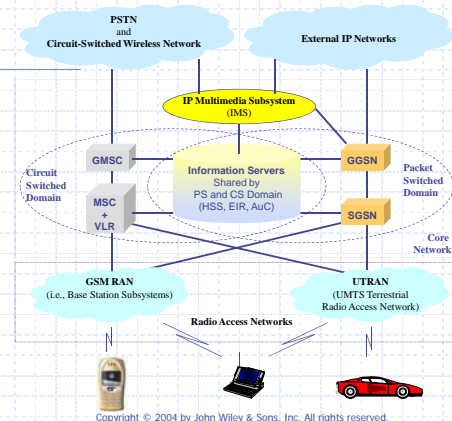 PSTN
and
Circuit-Switched Wireless Network
External IP Networks
IP Multimedia Subsystem
(IMS)
GMSC
Information Servers
Shared by
PS and CS Domain
(HSS, EIR, AuC)
GGSN
Circuit
Switched
Domain
Packet
Switched
Domain
MSC
+
VLR
SGSN
Core
Network
GSM RAN
(i.e., Base Station Subsystems)
UTRAN
(UMTS Terrestrial
Radio Access Network)
Radio Access Networks
Copyright © 2004 by John Wiley & Sons, Inc. All rights reserved.